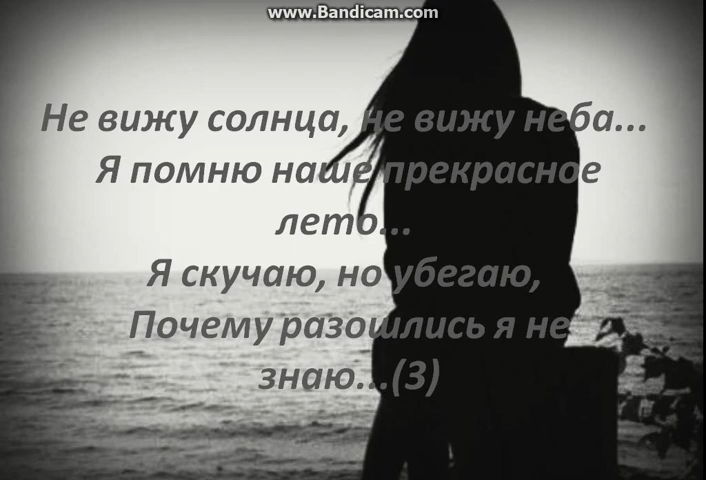 www.Bandicam.com
Не вижу солнца, не вижу неба...
Я помню наше прекрасное
лето...
Я скучаю, но убегаю,
Почему разошлись я не
знаю...(3)